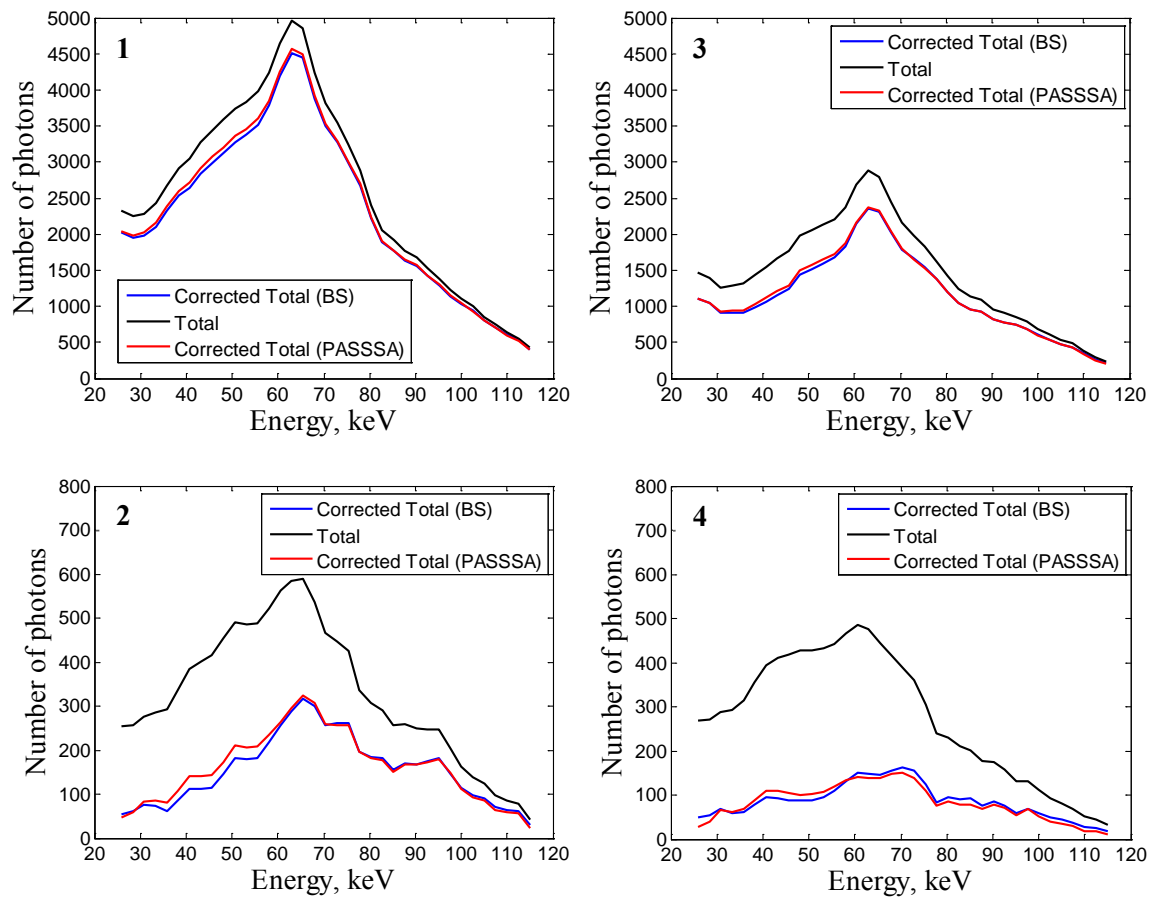 1
5000
4500
4000
3500
3000
2500
2000
1500
1000
500
0
Number of photons
Corrected Total (BS)
Total
Corrected Total (PASSSA)
20 30 40 50 60 70 80 90 100 110 120
Energy, keV
3
5000
4500
4000
3500
3000
2500
2000
1500
1000
500
0
Number of photons
Corrected Total (BS)
Total
Corrected Total (PASSSA)
20 30 40 50 60 70 80 90 100 110 120
Energy, keV
2
800
700
600
500
400
300
200
100
0
Number of photons
Corrected Total (BS)
Total
Corrected Total (PASSSA)
20 30 40 50 60 70 80 90 100 110 120
Energy, keV
4
800
700
600
500
400
300
200
100
0
Number of photons
Corrected Total (BS)
Total
Corrected Total (PASSSA)
20 30 40 50 60 70 80 90 100 110 120
Energy, keV